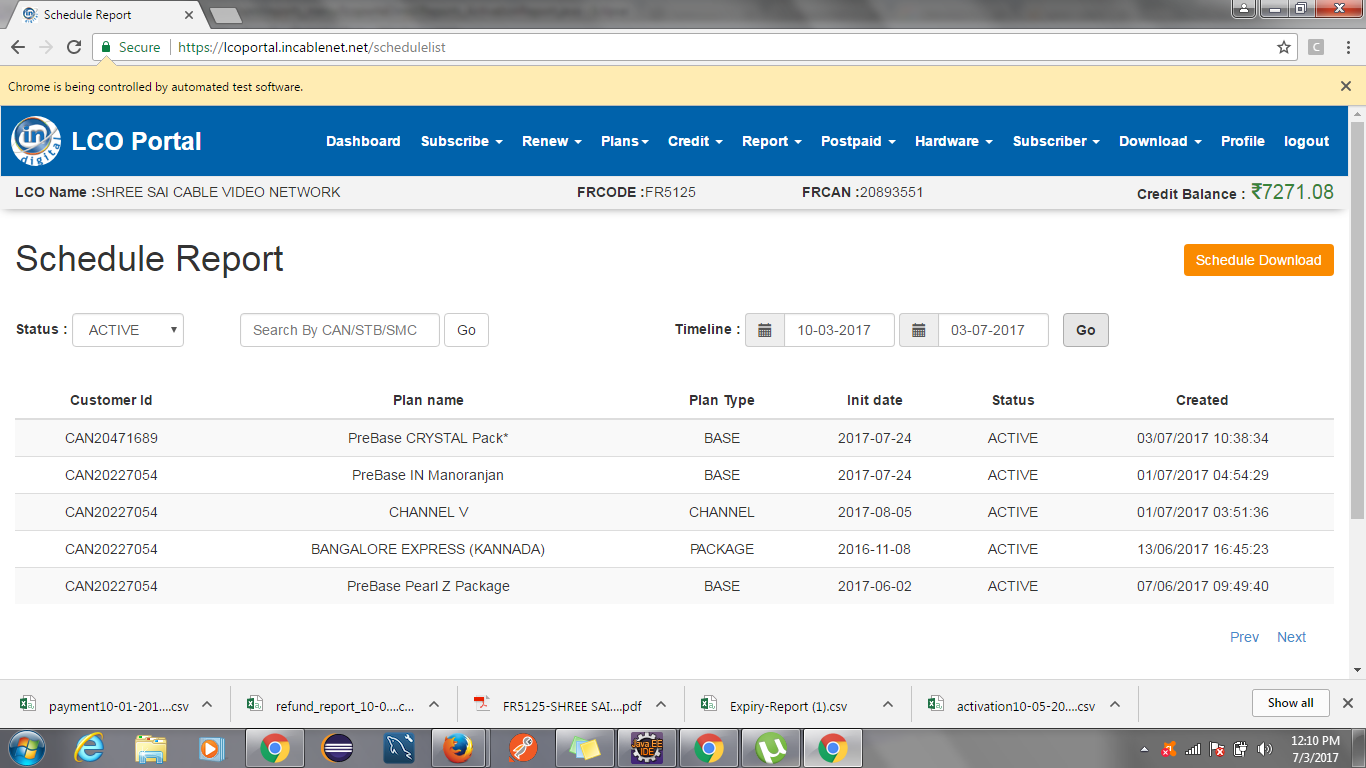 Schedule Report
Secure https://lcoportal.incablenet.net/schedulelist
C
Chrome is being controlled by automated test software.
in digital LCO Portal Dashboard Subscribe Renew Plans Credit Report Postpaid Hardware Subscriber Download Profile logout
LCO Name :SHREE SAI CABLE VIDEO NETWORK FRCODE :FR5125 FRCAN :20893551 Credit Balance : ₹7271.08
Schedule Report Schedule Download
Status : ACTIVE Search By CAN/STB/SMC Go Timeline : 10-03-2017 03-07-2017 Go
Customer Id Plan name Plan Type Init date Status Created
CAN20471689 PreBase CRYSTAL Pack* BASE 2017-07-24 ACTIVE 03/07/2017 10:38:34
CAN20227054 PreBase IN Manoranjan BASE 2017-07-24 ACTIVE 01/07/2017 04:54:29
CAN20227054 CHANNEL V CHANNEL 2017-08-05 ACTIVE 01/07/2017 03:51:36
CAN20227054 BANGALORE EXPRESS (KANNADA) PACKAGE 2016-11-08 ACTIVE 13/06/2017 16:45:23
CAN20227054 PreBase Pearl Z Package BASE 2017-06-02 ACTIVE 07/06/2017 09:49:40
Prev Next
payment10-01-201....csv refund_report_10-0....c... FR5125-SHREE SAI....pdf Expiry-Report (1).csv activation10-05-20....csv Show all
Java EE IDE
12:10 PM
7/3/2017